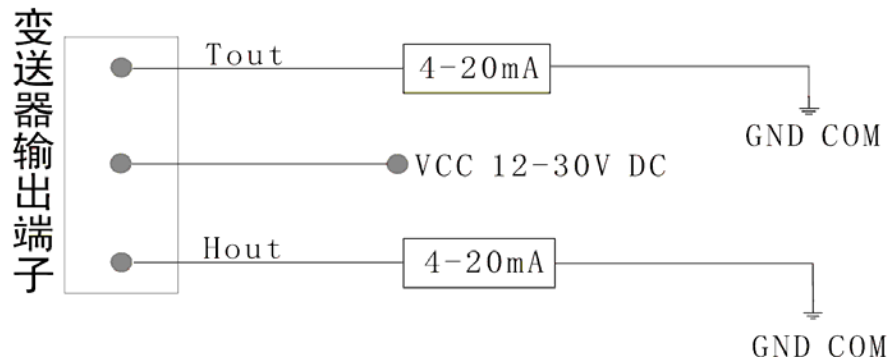 变送器输出端子
Tout
4-20mA
GND COM
VCC 12-30V DC
Hout
4-20mA
GND COM